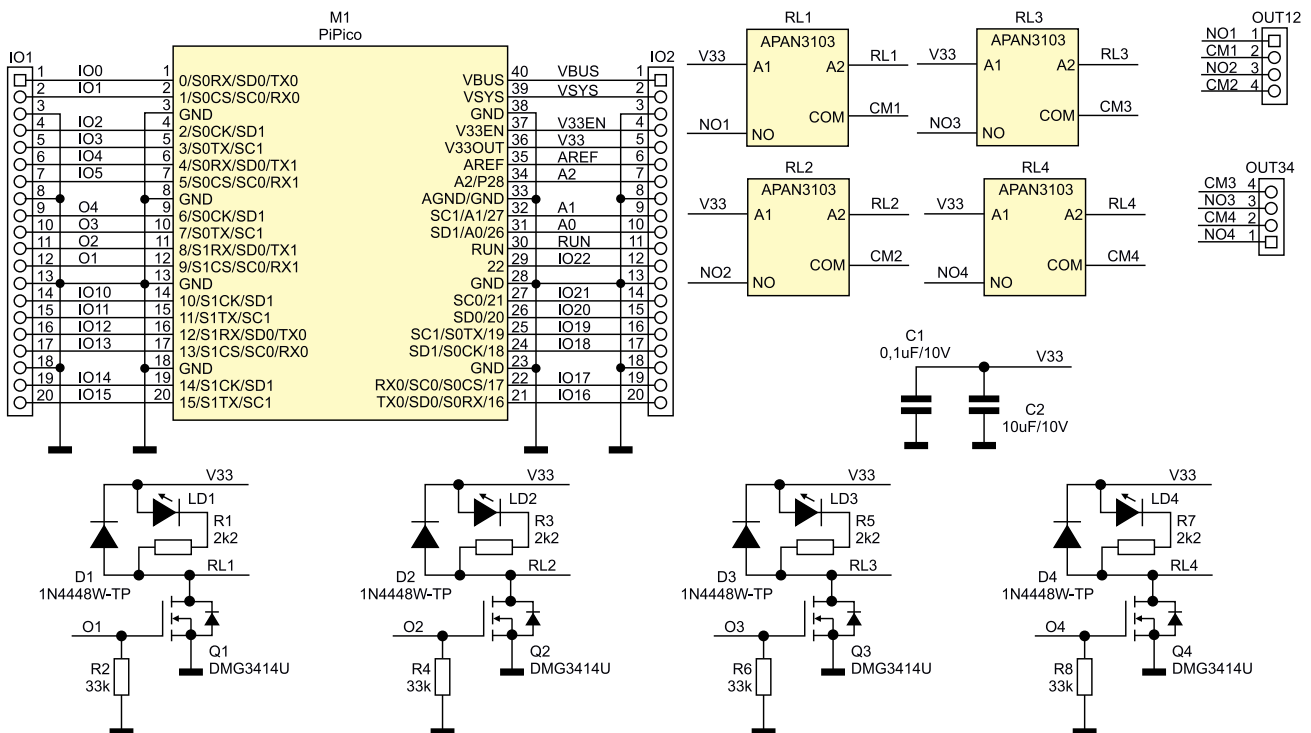 M1
PiPico
IO1
IO2
1 IO0 1 0/S0RX/SD0/TX0 VBUS 40 VBUS 1
2 IO1 2 1/S0CS/SC0/RX0 VSYS 39 VSYS 2
3 3 GND GND 38 3
4 IO2 4 2/S0CK/SD1 V33EN 37 V33EN 4
5 IO3 5 3/S0TX/SC1 V33OUT 36 V33 5
6 IO4 6 4/S0RX/SD0/TX1 AREF 35 AREF 6
7 IO5 7 5/S0CS/SC0/RX1 A2/P28 34 A2 7
8 8 GND AGND/GND 33 8
9 O4 9 6/S0CK/SD1 SC1/A1/27 32 A1 9
10 O3 10 7/S0TX/SC1 SD1/A0/26 31 A0 10
11 O2 11 8/S1RX/SD0/TX1 RUN 30 RUN 11
12 O1 12 9/S1CS/SC0/RX1 22 29 IO22 12
13 13 GND GND 28 13
14 IO10 14 10/S1CK/SD1 SC0/21 27 IO21 14
15 IO11 15 11/S1TX/SC1 SD0/20 26 IO20 15
16 IO12 16 12/S1RX/SD0/TX0 SC1/S0TX/19 25 IO19 16
17 IO13 17 13/S1CS/SC0/RX0 SD1/S0CK/18 24 IO18 17
18 18 GND GND 23 18
19 IO14 19 14/S1CK/SD1 RX0/SC0/S0CS/17 22 IO17 19
20 IO15 20 15/S1TX/SC1 TX0/SD0/S0RX/16 21 IO16 20
RL1
APAN3103
V33 A1 A2 RL1
COM CM1
NO1 NO
RL3
APAN3103
V33 A1 A2 RL3
COM CM3
NO3 NO
OUT12
NO1 1
CM1 2
NO2 3
CM2 4
RL2
APAN3103
V33 A1 A2 RL2
COM CM2
NO2 NO
RL4
APAN3103
V33 A1 A2 RL4
COM CM4
NO4 NO
OUT34
CM3 4
NO3 3
CM4 2
NO4 1
C1
0,1uF/10V
V33
C2
10uF/10V
V33
LD1
R1
2k2
D1
1N4448W-TP
RL1
O1
Q1
DMG3414U
R2
33k
V33
LD2
R3
2k2
D2
1N4448W-TP
RL2
O2
Q2
DMG3414U
R4
33k
V33
LD3
R5
2k2
D3
1N4448W-TP
RL3
O3
Q3
DMG3414U
R6
33k
V33
LD4
R7
2k2
D4
1N4448W-TP
RL4
O4
Q4
DMG3414U
R8
33k